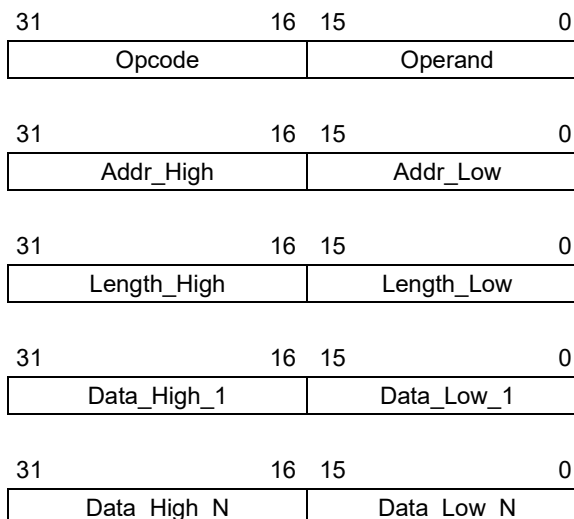 31 16 15 0
Opcode Operand
31 16 15 0
Addr_High Addr_Low
31 16 15 0
Length_High Length_Low
31 16 15 0
Data_High_1 Data_Low_1
31 16 15 0
Data_High_N Data_Low_N